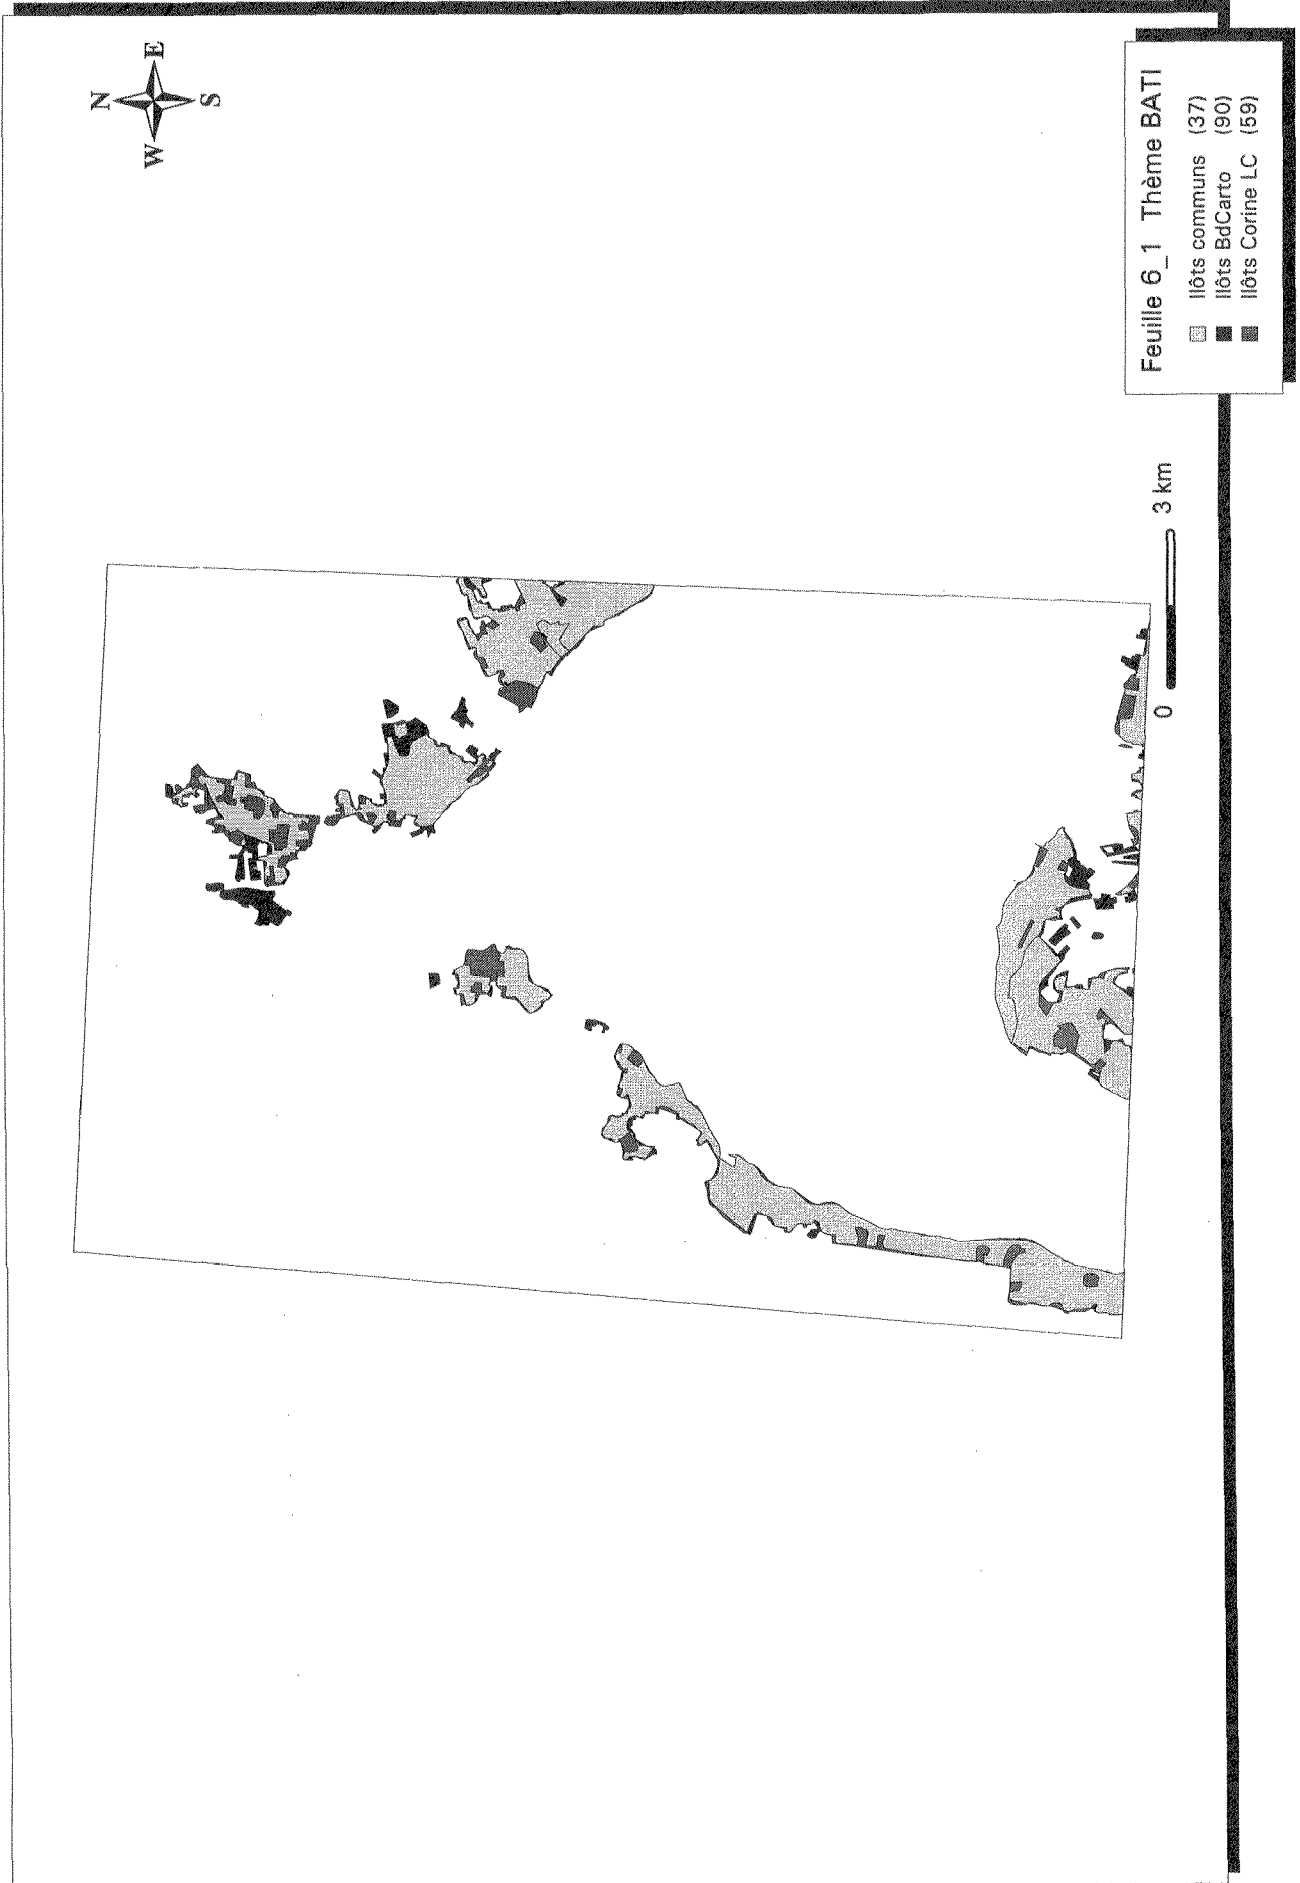 N
W E
S
Feuille 6_1 Thème BATI
Ilôts communs (37)
Ilôts BdCarto (90)
Ilôts Corine LC (59)
0 3 km